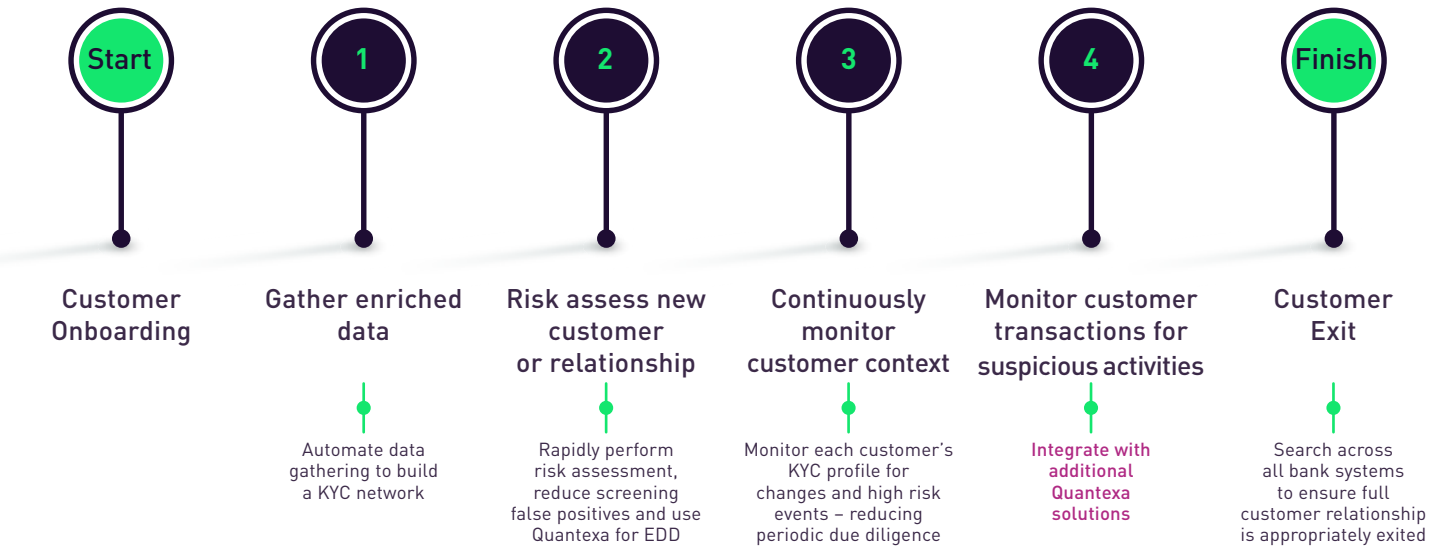 Start
1
2
3
4
Finish
Customer
Onboarding
Gather enriched
data
Automate data
gathering to build
a KYC network
Risk assess new
customer
or relationship
Rapidly perform
risk assessment,
reduce screening
false positives and use
Quantexa for EDD
Continuously
monitor
customer context
Monitor each customer's
KYC profile for
changes and high risk
events – reducing
periodic due diligence
Monitor customer
transactions for
suspicious activities
Integrate with
additional
Quantexa
solutions
Customer
Exit
Search across
all bank systems
to ensure full
customer relationship
is appropriately exited